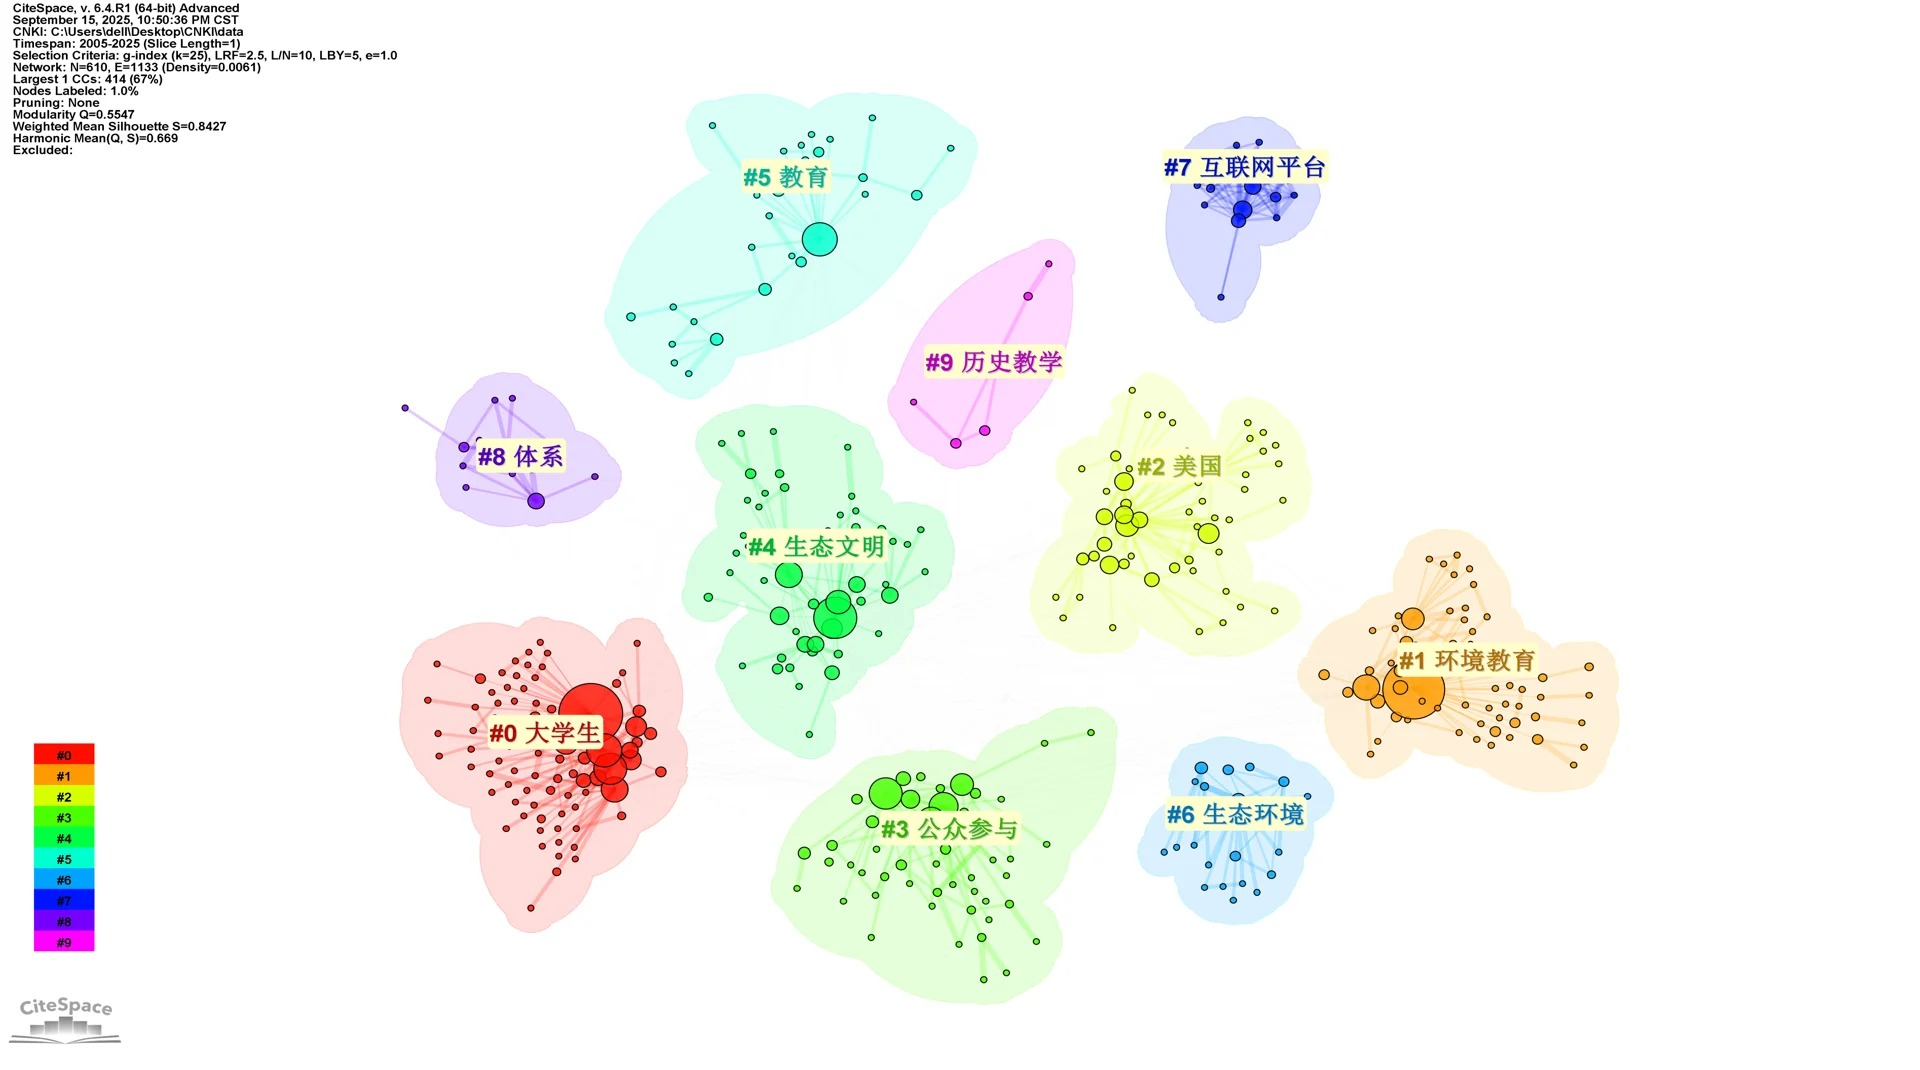 CiteSpace, v. 6.4.R1 (64-bit) Advanced
September 15, 2025, 10:50:36 PM CST
CNKI: C:\Users\dell\Desktop\CNKI\data
Timespan: 2005-2025 (Slice Length=1)
Selection Criteria: g-index (k=25), LRF=2.5, L/N=10, LBY=5, e=1.0
Network: N=610, E=1133 (Density=0.0061)
Largest 1 CCs: 414 (67%)
Nodes Labeled: 1.0%
Pruning: None
Modularity Q=0.5547
Weighted Mean Silhouette S=0.8427
Harmonic Mean(Q, S)=0.669
Excluded:
#7 互联网平台
#5 教育
#9 历史教学
#8 体系
#2 美国
#4 生态文明
#1 环境教育
#0 大学生
#6 生态环境
#3 公众参与
#0
#1
#2
#3
#4
#5
#6
#7
#8
#9
CiteSpace